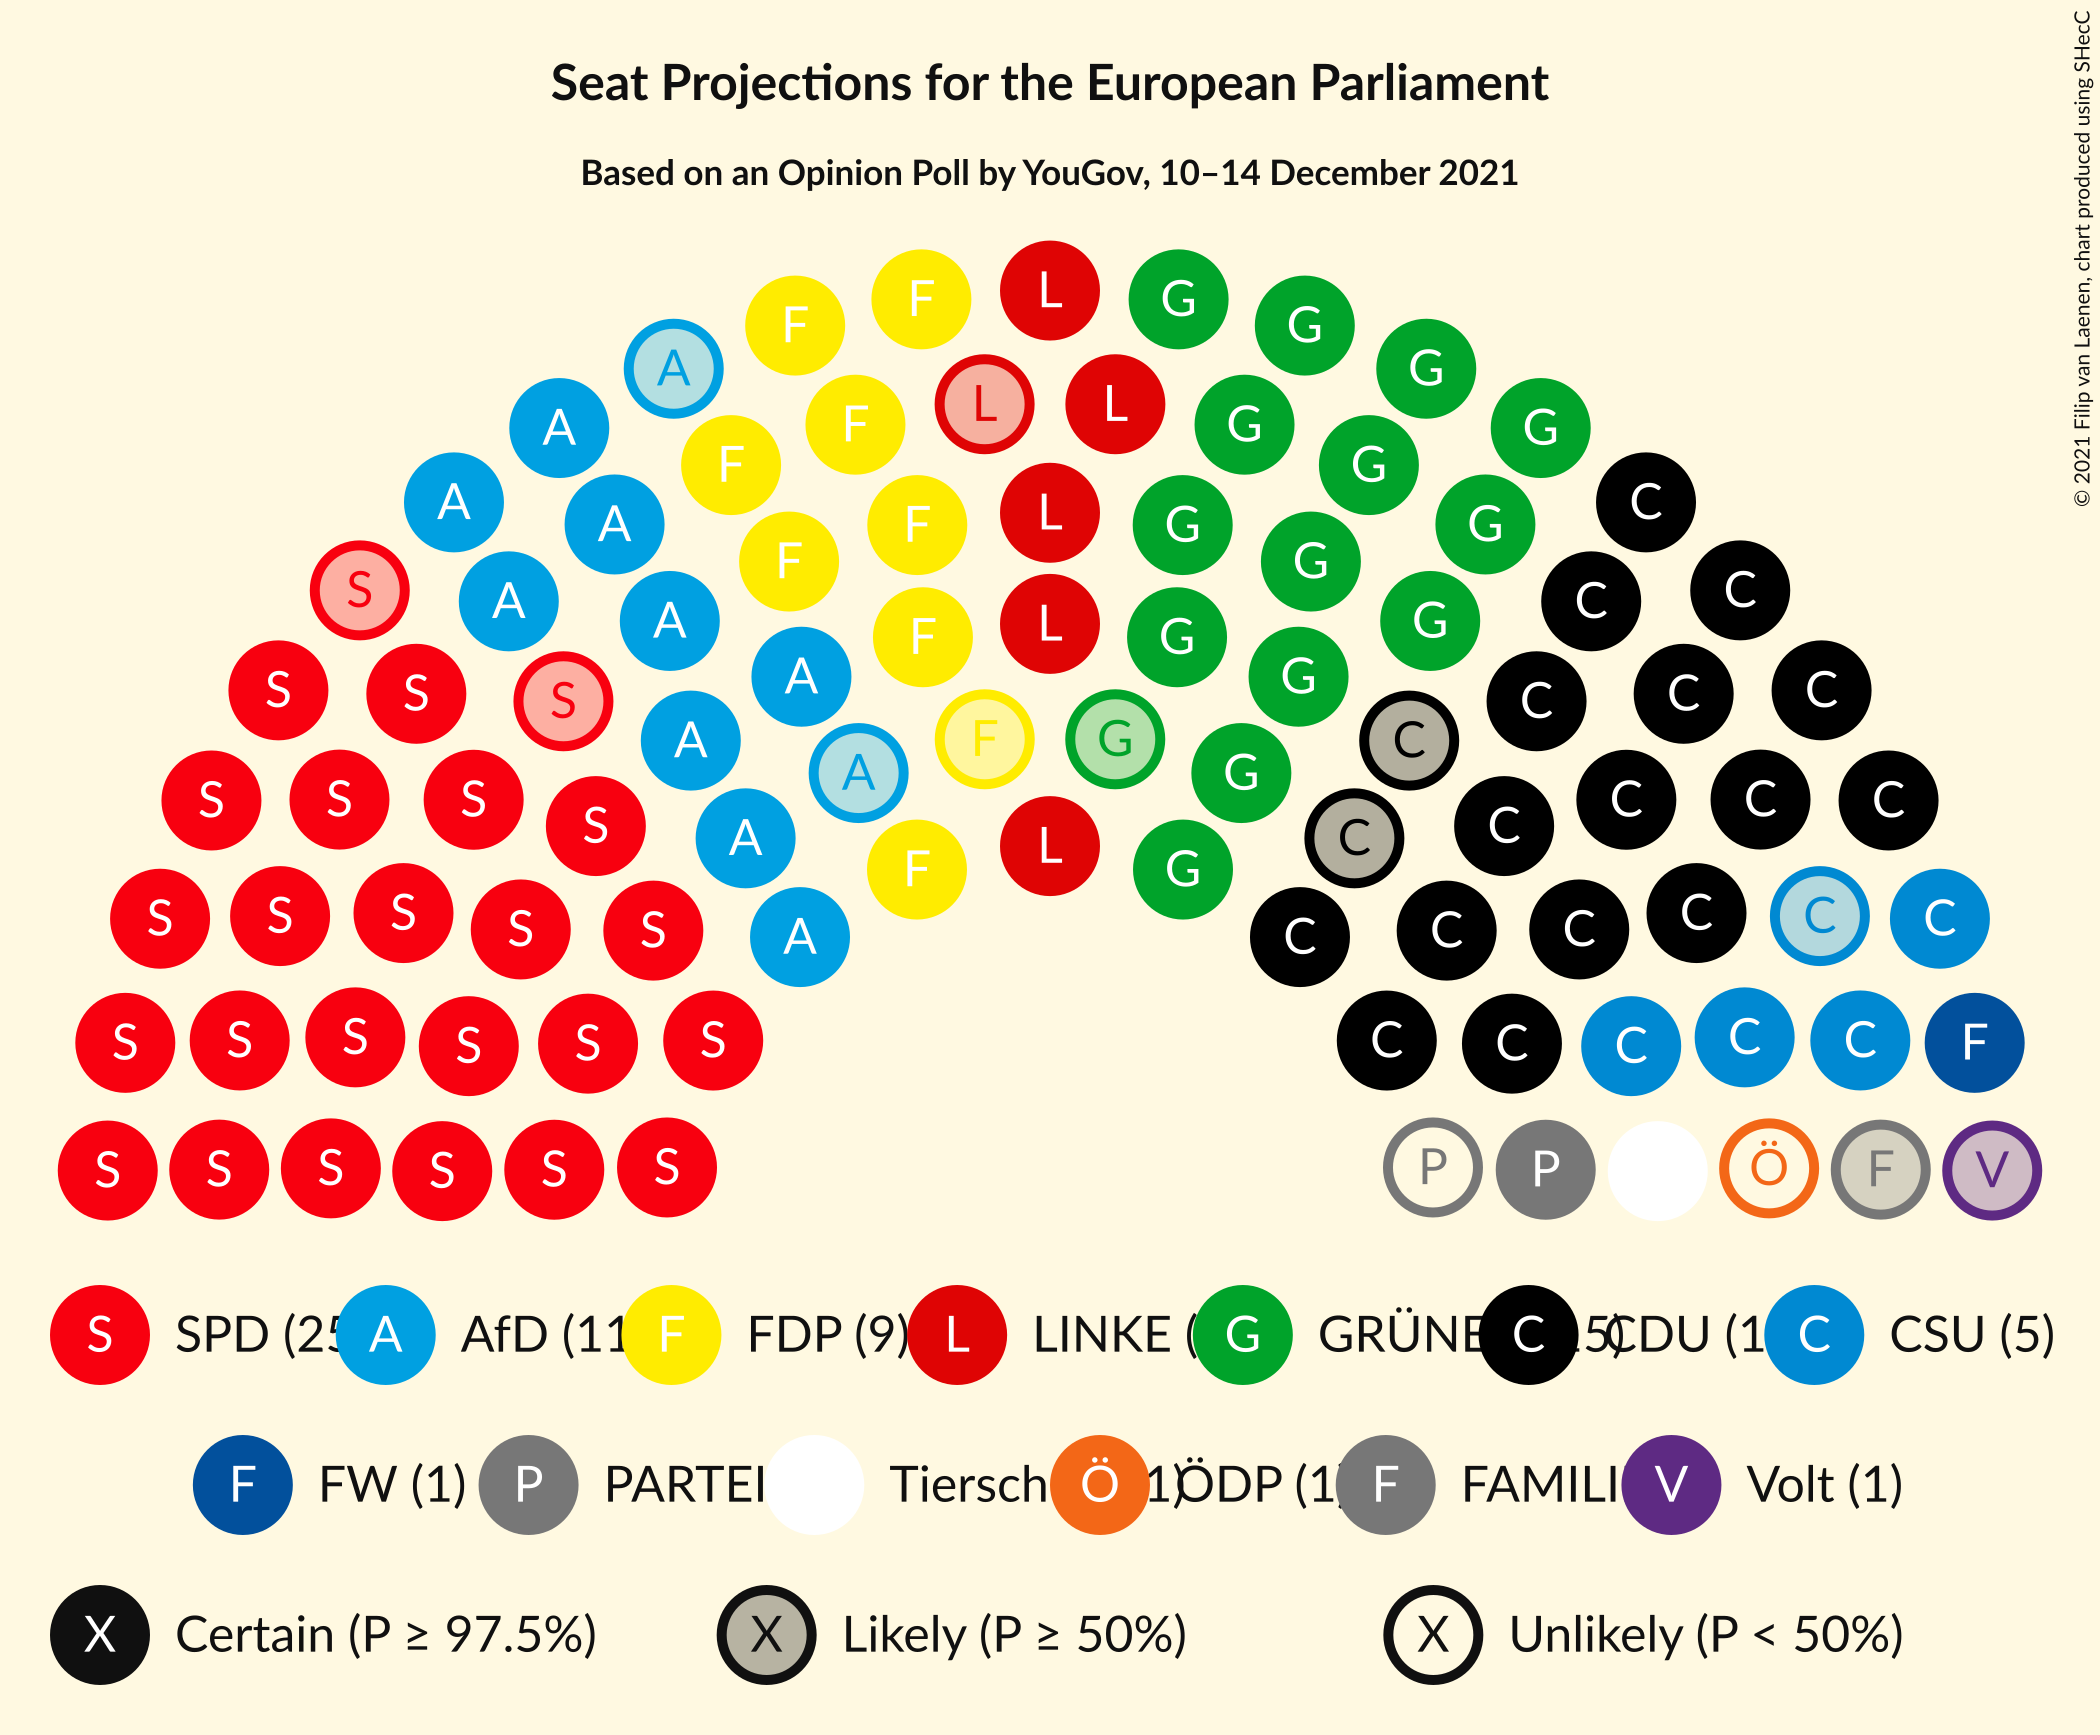 Seat Projections for the European Parliament
Based on an Opinion Poll by YouGov, 10–14 December 2021
© 2021 Filip van Laenen, chart produced using SHecC
L
F G
F G
A L L G
F G
A G
F G
A F L G C
A G
F G
S A C C
A G
F L G
A G
S S S A C C C C
A F G C
S S S A G C C C
S A C C
F L G
S S S S S A C C C C C C
S S S S S S C C C C C F
S S S S S S P P Ö F V
S SPD (25 A AfD (11 F FDP (9) L LINKE ( G GRÜNE C 5) CDU (1 C CSU (5)
F FW (1) P PARTEI Tiersch Ö 1) ÖDP (1) F FAMILI V Volt (1)
X Certain (P ≥ 97.5%) X Likely (P ≥ 50%) X Unlikely (P < 50%)